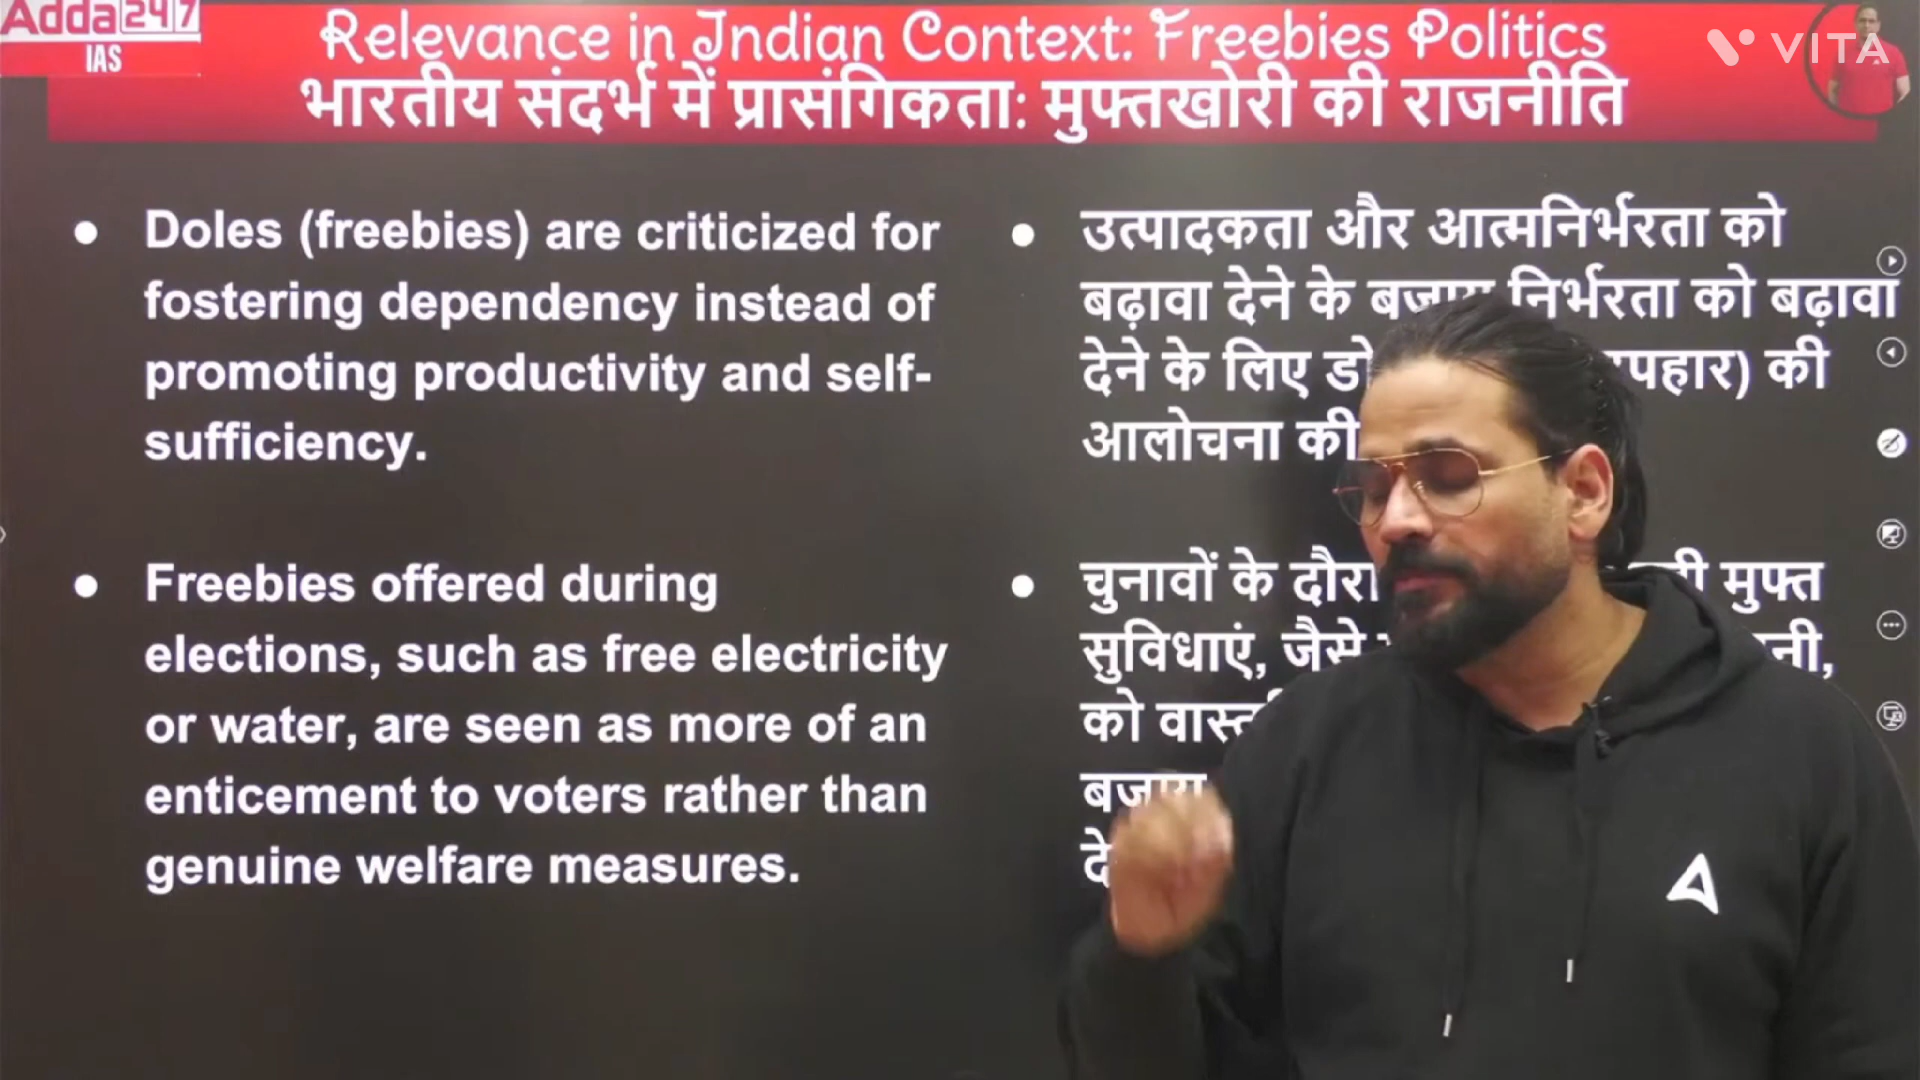 Adda247
IAS
Relevance in Indian Context: Freebies Politics
VITA
भारतीय संदर्भ में प्रासंगिकता: मुफ्तखोरी की राजनीति
● Doles (freebies) are criticized for
fostering dependency instead of
promoting productivity and self-
sufficiency.
● Freebies offered during
elections, such as free electricity
or water, are seen as more of an
enticement to voters rather than
genuine welfare measures.
● उत्पादकता और आत्मनिर्भरता को
बढ़ावा देने के बजाय निर्भरता को बढ़ावा
देने के लिए की
आलोचना की
● चुनावों के मुफ्त
सुविधाएं, जैसे
को
बजाय